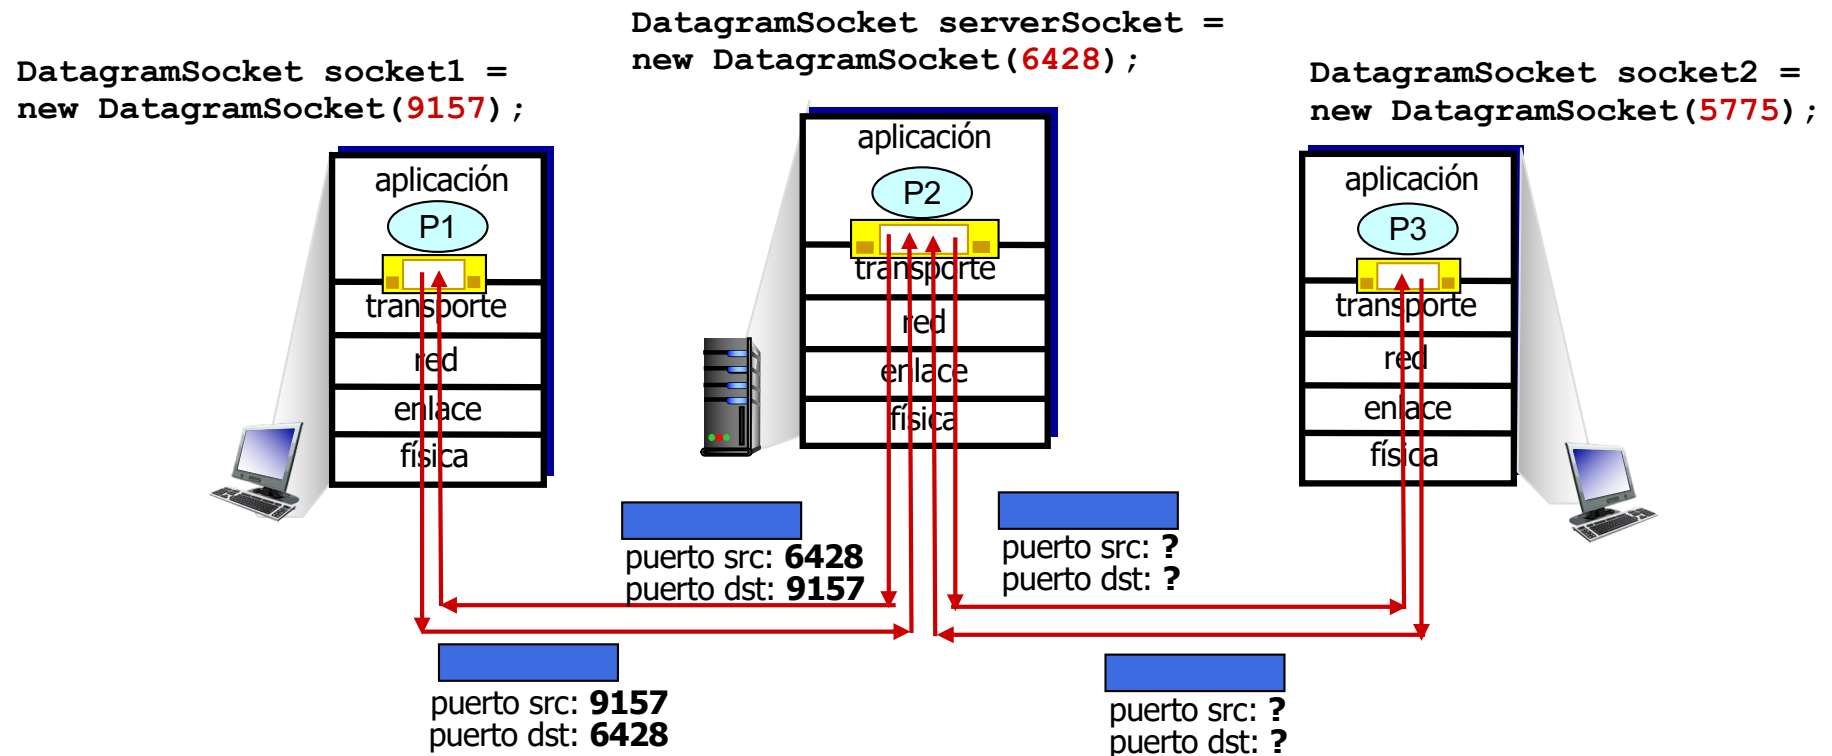 DatagramSocket serverSocket =
new DatagramSocket(6428);
DatagramSocket socket1 =
new DatagramSocket(9157);
DatagramSocket socket2 =
new DatagramSocket(5775);
aplicación
P1
transporte
red
enlace
física
aplicación
P2
transporte
red
enlace
física
aplicación
P3
transporte
red
enlace
física
puerto src: 6428
puerto dst: 9157
puerto src: ?
puerto dst: ?
puerto src: 9157
puerto dst: 6428
puerto src: ?
puerto dst: ?